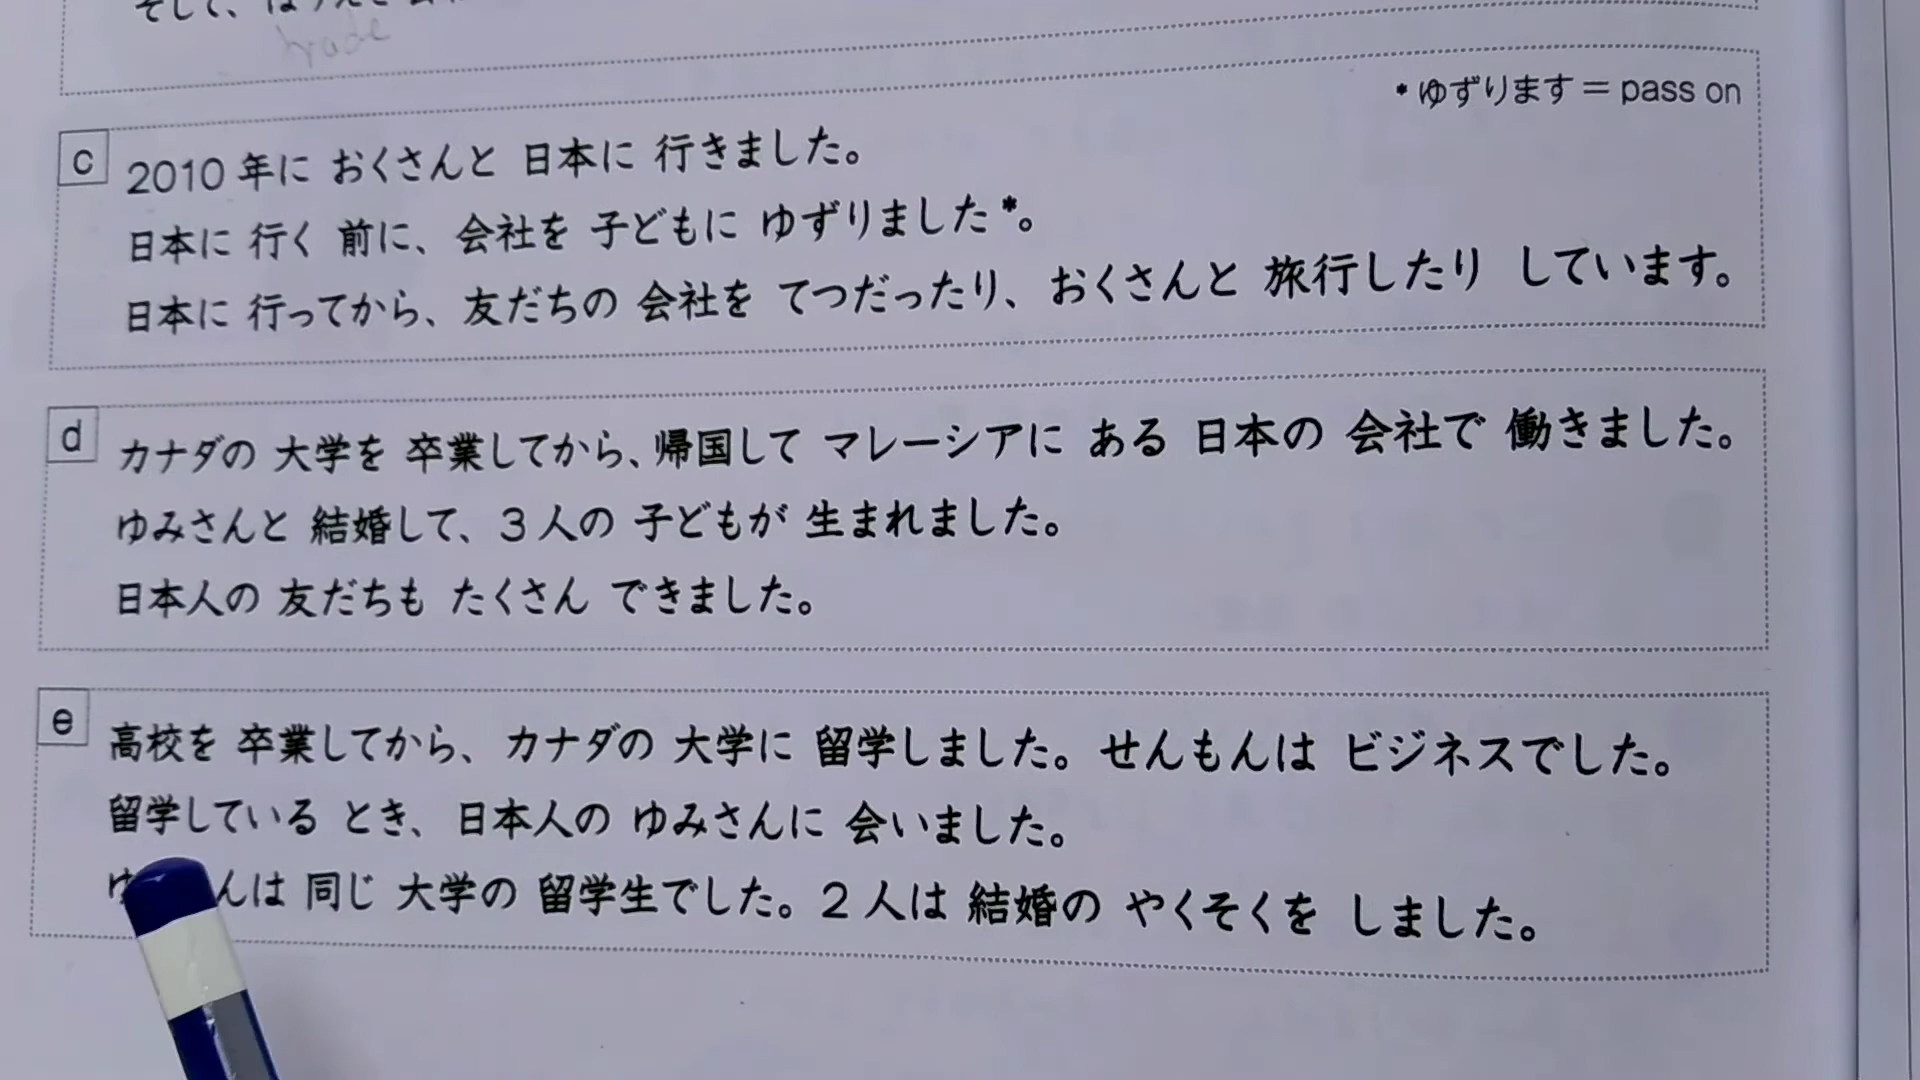 そして、
trade
*ゆずります＝pass on
c
2010年に おくさんと 日本に 行きました。
日本に 行く 前に、会社を 子どもに ゆずりました*。
日本に 行ってから、友だちの 会社を てつだったり、おくさんと 旅行したり しています。
d
カナダの 大学を 卒業してから、帰国して マレーシアに ある 日本の 会社で 働きました。
ゆみさんと 結婚して、3人の 子どもが 生まれました。
日本人の 友だちも たくさん できました。
e
高校を 卒業してから、カナダの 大学に 留学しました。せんもんは ビジネスでした。
留学している とき、日本人の ゆみさんに 会いました。
ゆ んは 同じ 大学の 留学生でした。2人は 結婚の やくそくを しました。